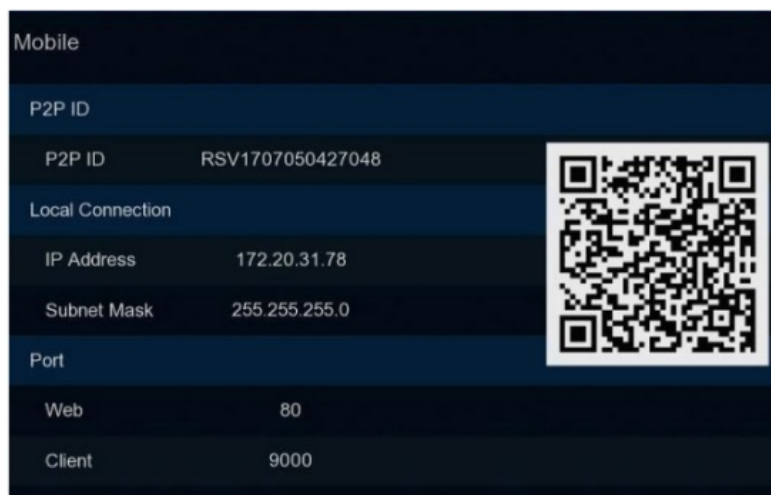 Mobile
P2P ID
P2P ID RSV1707050427048
Local Connection
IP Address 172.20.31.78
Subnet Mask 255.255.255.0
Port
Web 80
Client 9000